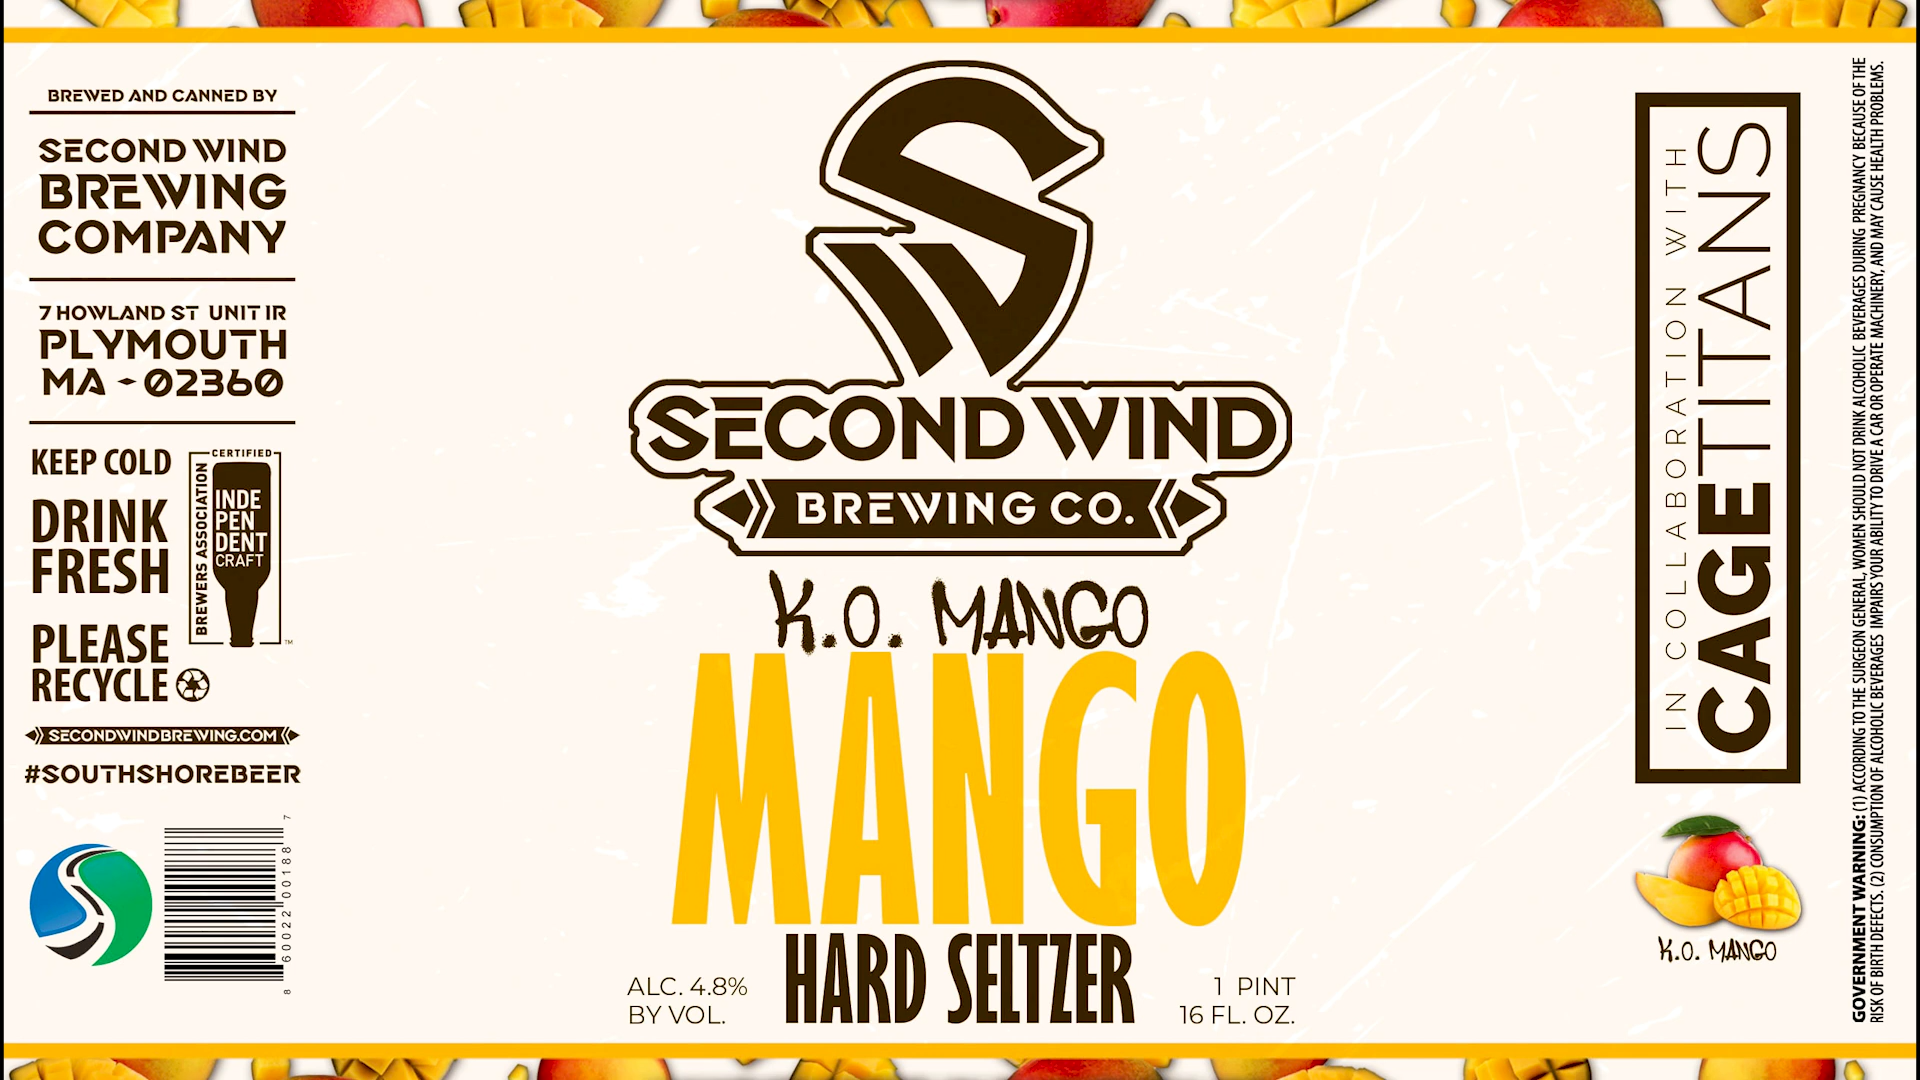 BREWED AND CANNED BY
SECOND WIND
BREWING
COMPANY
7 HOWLAND ST UNIT IR
PLYMOUTH
MA - 02360
KEEP COLD
DRINK
FRESH
PLEASE
RECYCLE
CERTIFIED
BREWERS ASSOCIATION
INDE
PEN
DENT
CRAFT
TM
SECONDWINDBREWING.COM
#SOUTHSHOREBEER
8 60022 00188 7
SECOND WIND
BREWING CO.
K.O. MANGO
MANGO
HARD SELTZER
ALC. 4.8%
BY VOL.
1 PINT
16 FL. OZ.
IN COLLABORATION WITH
CAGETITANS
K.O. MANGO
GOVERNMENT WARNING: (1) ACCORDING TO THE SURGEON GENERAL, WOMEN SHOULD NOT DRINK ALCOHOLIC BEVERAGES DURING PREGNANCY BECAUSE OF THE
RISK OF BIRTH DEFECTS. (2) CONSUMPTION OF ALCOHOLIC BEVERAGES IMPAIRS YOUR ABILITY TO DRIVE A CAR OR OPERATE MACHINERY, AND MAY CAUSE HEALTH PROBLEMS.